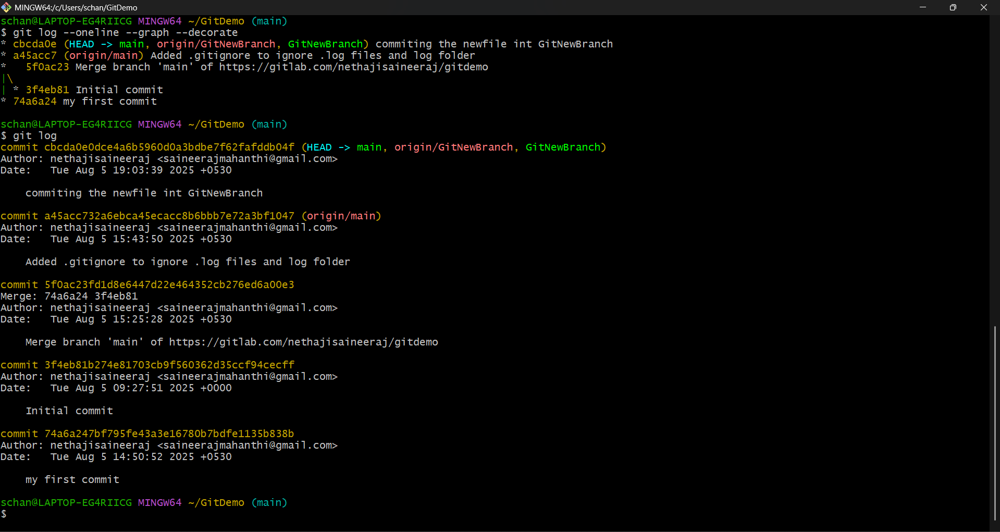 MINGW64:/c/Users/schan/GitDemo
schan@LAPTOP-EG4RIICG MINGW64 ~/GitDemo (main)
$ git log --oneline --graph --decorate
* cbcda0e (HEAD -> main, origin/GitNewBranch, GitNewBranch) commiting the newfile int GitNewBranch
* a45acc7 (origin/main) Added .gitignore to ignore .log files and log folder
*   5f0ac23 Merge branch 'main' of https://gitlab.com/nethajisaineeraj/gitdemo
|\
| * 3f4eb81 Initial commit
* 74a6a24 my first commit
schan@LAPTOP-EG4RIICG MINGW64 ~/GitDemo (main)
$ git log
commit cbcda0e0dce4a6b5960d0a3bdbe7f62fafddb04f (HEAD -> main, origin/GitNewBranch, GitNewBranch)
Author: nethajisaineeraj <saineerajmahanthi@gmail.com>
Date:   Tue Aug 5 19:03:39 2025 +0530
    commiting the newfile int GitNewBranch
commit a45acc732a6ebca45ecacc8b6bbb7e72a3bf1047 (origin/main)
Author: nethajisaineeraj <saineerajmahanthi@gmail.com>
Date:   Tue Aug 5 15:43:50 2025 +0530
    Added .gitignore to ignore .log files and log folder
commit 5f0ac23fd1d8e6447d22e464352cb276ed6a00e3
Merge: 74a6a24 3f4eb81
Author: nethajisaineeraj <saineerajmahanthi@gmail.com>
Date:   Tue Aug 5 15:25:28 2025 +0530
    Merge branch 'main' of https://gitlab.com/nethajisaineeraj/gitdemo
commit 3f4eb81b274e81703cb9f560362d35ccf94cecff
Author: nethajisaineeraj <saineerajmahanthi@gmail.com>
Date:   Tue Aug 5 09:27:51 2025 +0000
    Initial commit
commit 74a6a247bf795fe43a3e16780b7bdfe1135b838b
Author: nethajisaineeraj <saineerajmahanthi@gmail.com>
Date:   Tue Aug 5 14:50:52 2025 +0530
    my first commit
schan@LAPTOP-EG4RIICG MINGW64 ~/GitDemo (main)
$